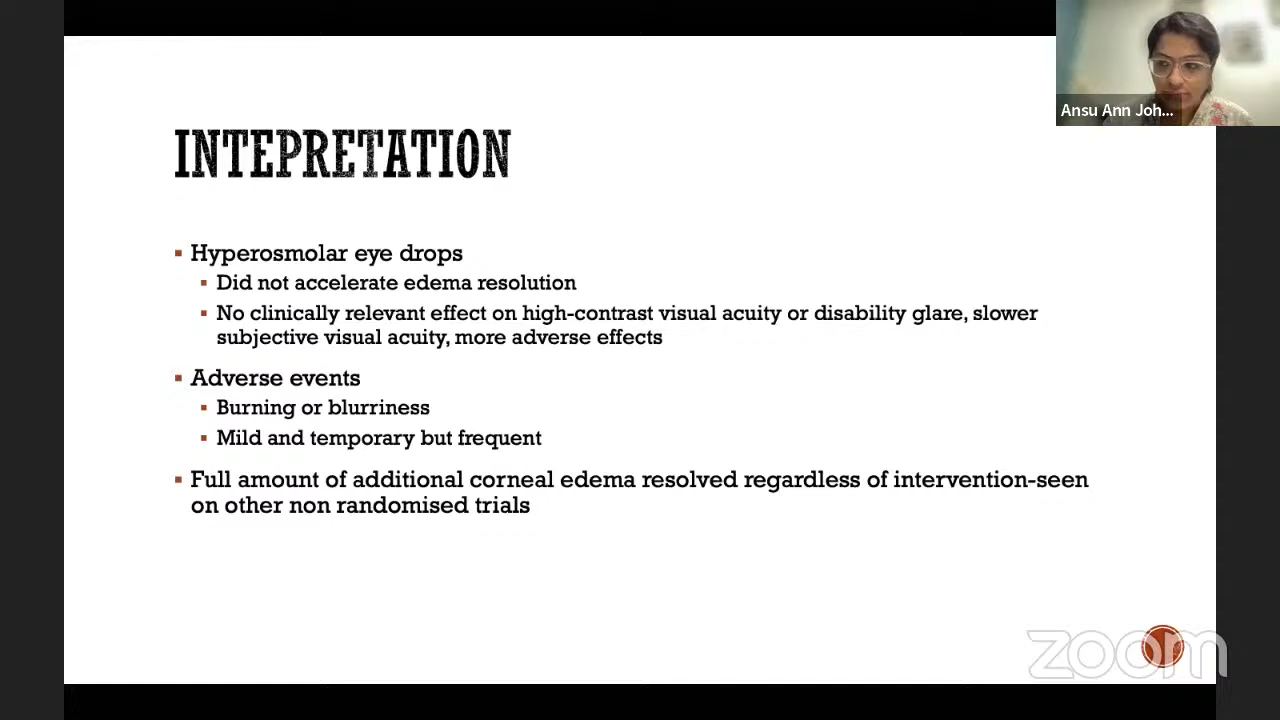 Ansu Ann Joh...
INTEPRETATION
▪ Hyperosmolar eye drops
▪ Did not accelerate edema resolution
▪ No clinically relevant effect on high-contrast visual acuity or disability glare, slower
subjective visual acuity, more adverse effects
▪ Adverse events
▪ Burning or blurriness
▪ Mild and temporary but frequent
▪ Full amount of additional corneal edema resolved regardless of intervention-seen
on other non randomised trials
zoom